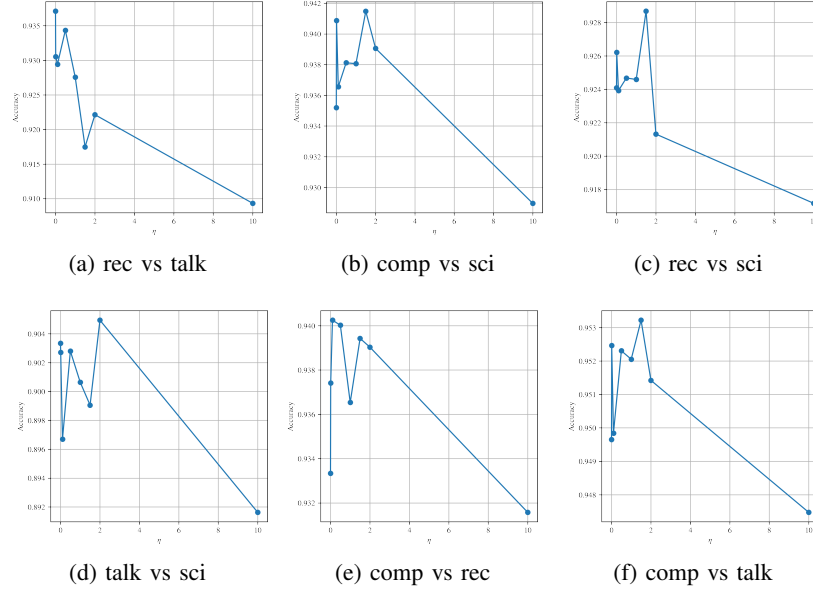 0.935
0.930
0.925
0.920
0.915
0.910
Accuracy
0 2 4 6 8 10
η
(a) rec vs talk
0.942
0.940
0.938
0.936
0.934
0.932
0.930
Accuracy
0 2 4 6 8 10
η
(b) comp vs sci
0.928
0.926
0.924
0.922
0.920
0.918
Accuracy
0 2 4 6 8 10
η
(c) rec vs sci
0.904
0.902
0.900
0.898
0.896
0.894
0.892
Accuracy
0 2 4 6 8 10
η
(d) talk vs sci
0.940
0.938
0.936
0.934
0.932
Accuracy
0 2 4 6 8 10
η
(e) comp vs rec
0.953
0.952
0.951
0.950
0.949
0.948
Accuracy
0 2 4 6 8 10
η
(f) comp vs talk